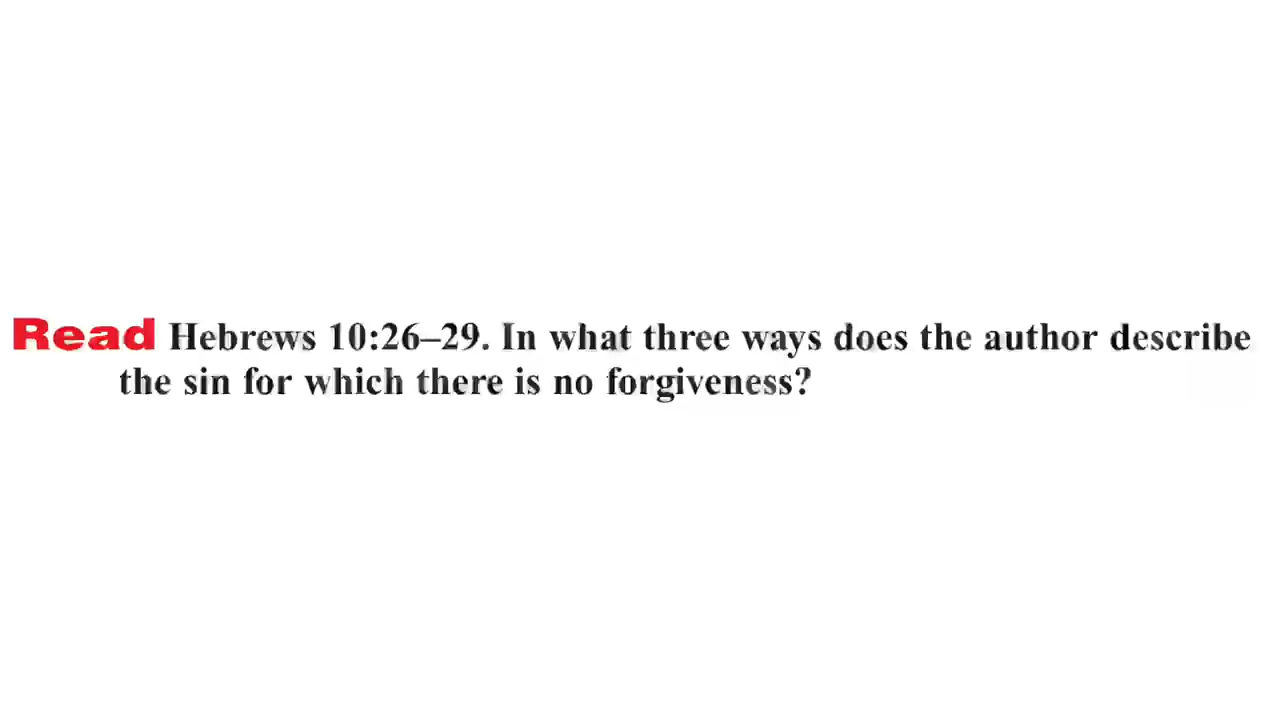 Read Hebrews 10:26–29. In what three ways does the author describe
the sin for which there is no forgiveness?